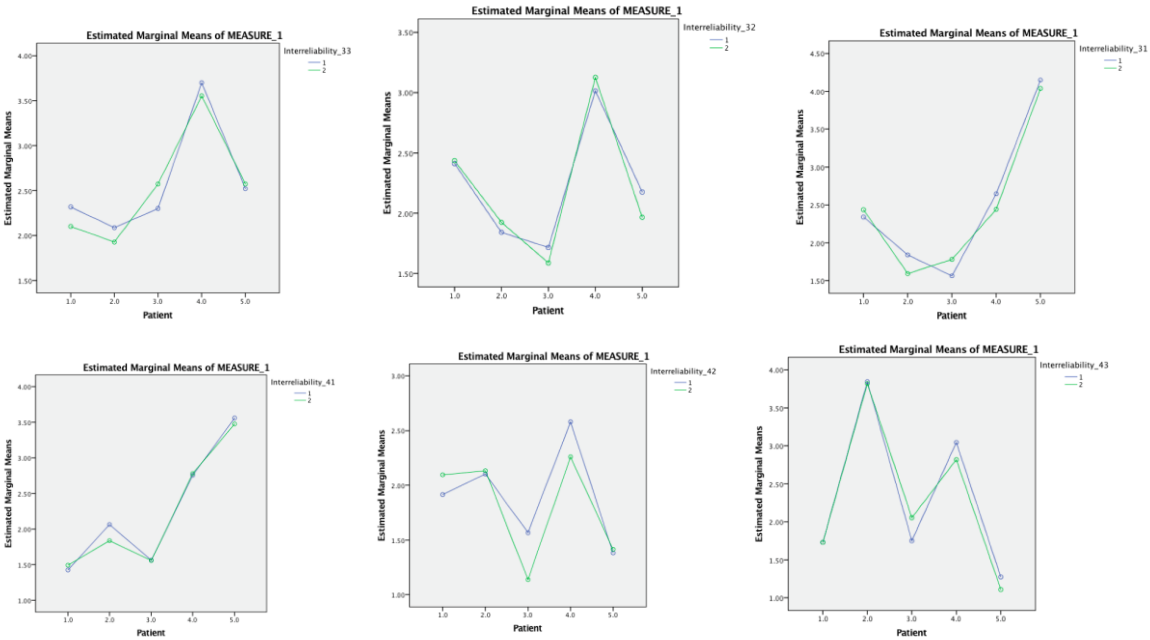 Estimated Marginal Means of MEASURE_1
Interreliability_33
1
2
4.00
3.50
3.00
2.50
2.00
1.50
Estimated Marginal Means
1.0 2.0 3.0 4.0 5.0
Patient
Estimated Marginal Means of MEASURE_1
Interreliability_32
1
2
3.50
3.00
2.50
2.00
1.50
Estimated Marginal Means
1.0 2.0 3.0 4.0 5.0
Patient
Estimated Marginal Means of MEASURE_1
Interreliability_31
1
2
4.50
4.00
3.50
3.00
2.50
2.00
1.50
Estimated Marginal Means
1.0 2.0 3.0 4.0 5.0
Patient
Estimated Marginal Means of MEASURE_1
Interreliability_41
1
2
4.00
3.50
3.00
2.50
2.00
1.50
1.00
Estimated Marginal Means
1.0 2.0 3.0 4.0 5.0
Patient
Estimated Marginal Means of MEASURE_1
Interreliability_42
1
2
3.00
2.50
2.00
1.50
1.00
Estimated Marginal Means
1.0 2.0 3.0 4.0 5.0
Patient
Estimated Marginal Means of MEASURE_1
Interreliability_43
1
2
4.00
3.50
3.00
2.50
2.00
1.50
1.00
Estimated Marginal Means
1.0 2.0 3.0 4.0 5.0
Patient